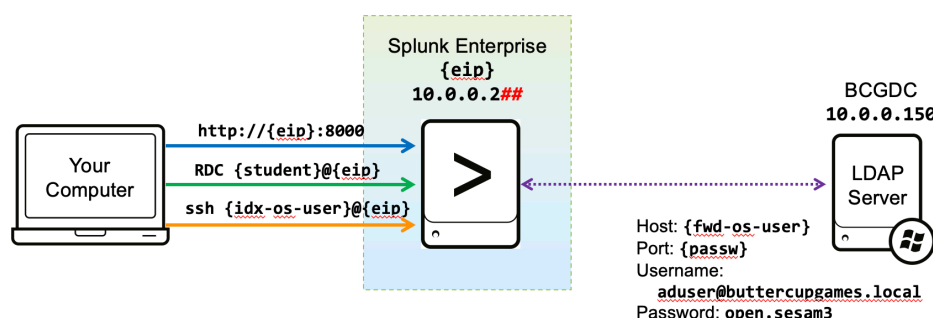 Splunk Enterprise
{eip}
10.0.0.2##
BCGDC
10.0.0.150
http://{eip}:8000
Your
Computer
RDC {student}@{eip}
ssh {idx-os-user}@{eip}
>
LDAP
Server
Host: {fwd-os-user}
Port: {passw}
Username:
aduser@buttercupgames.local
Password: open.sesam3